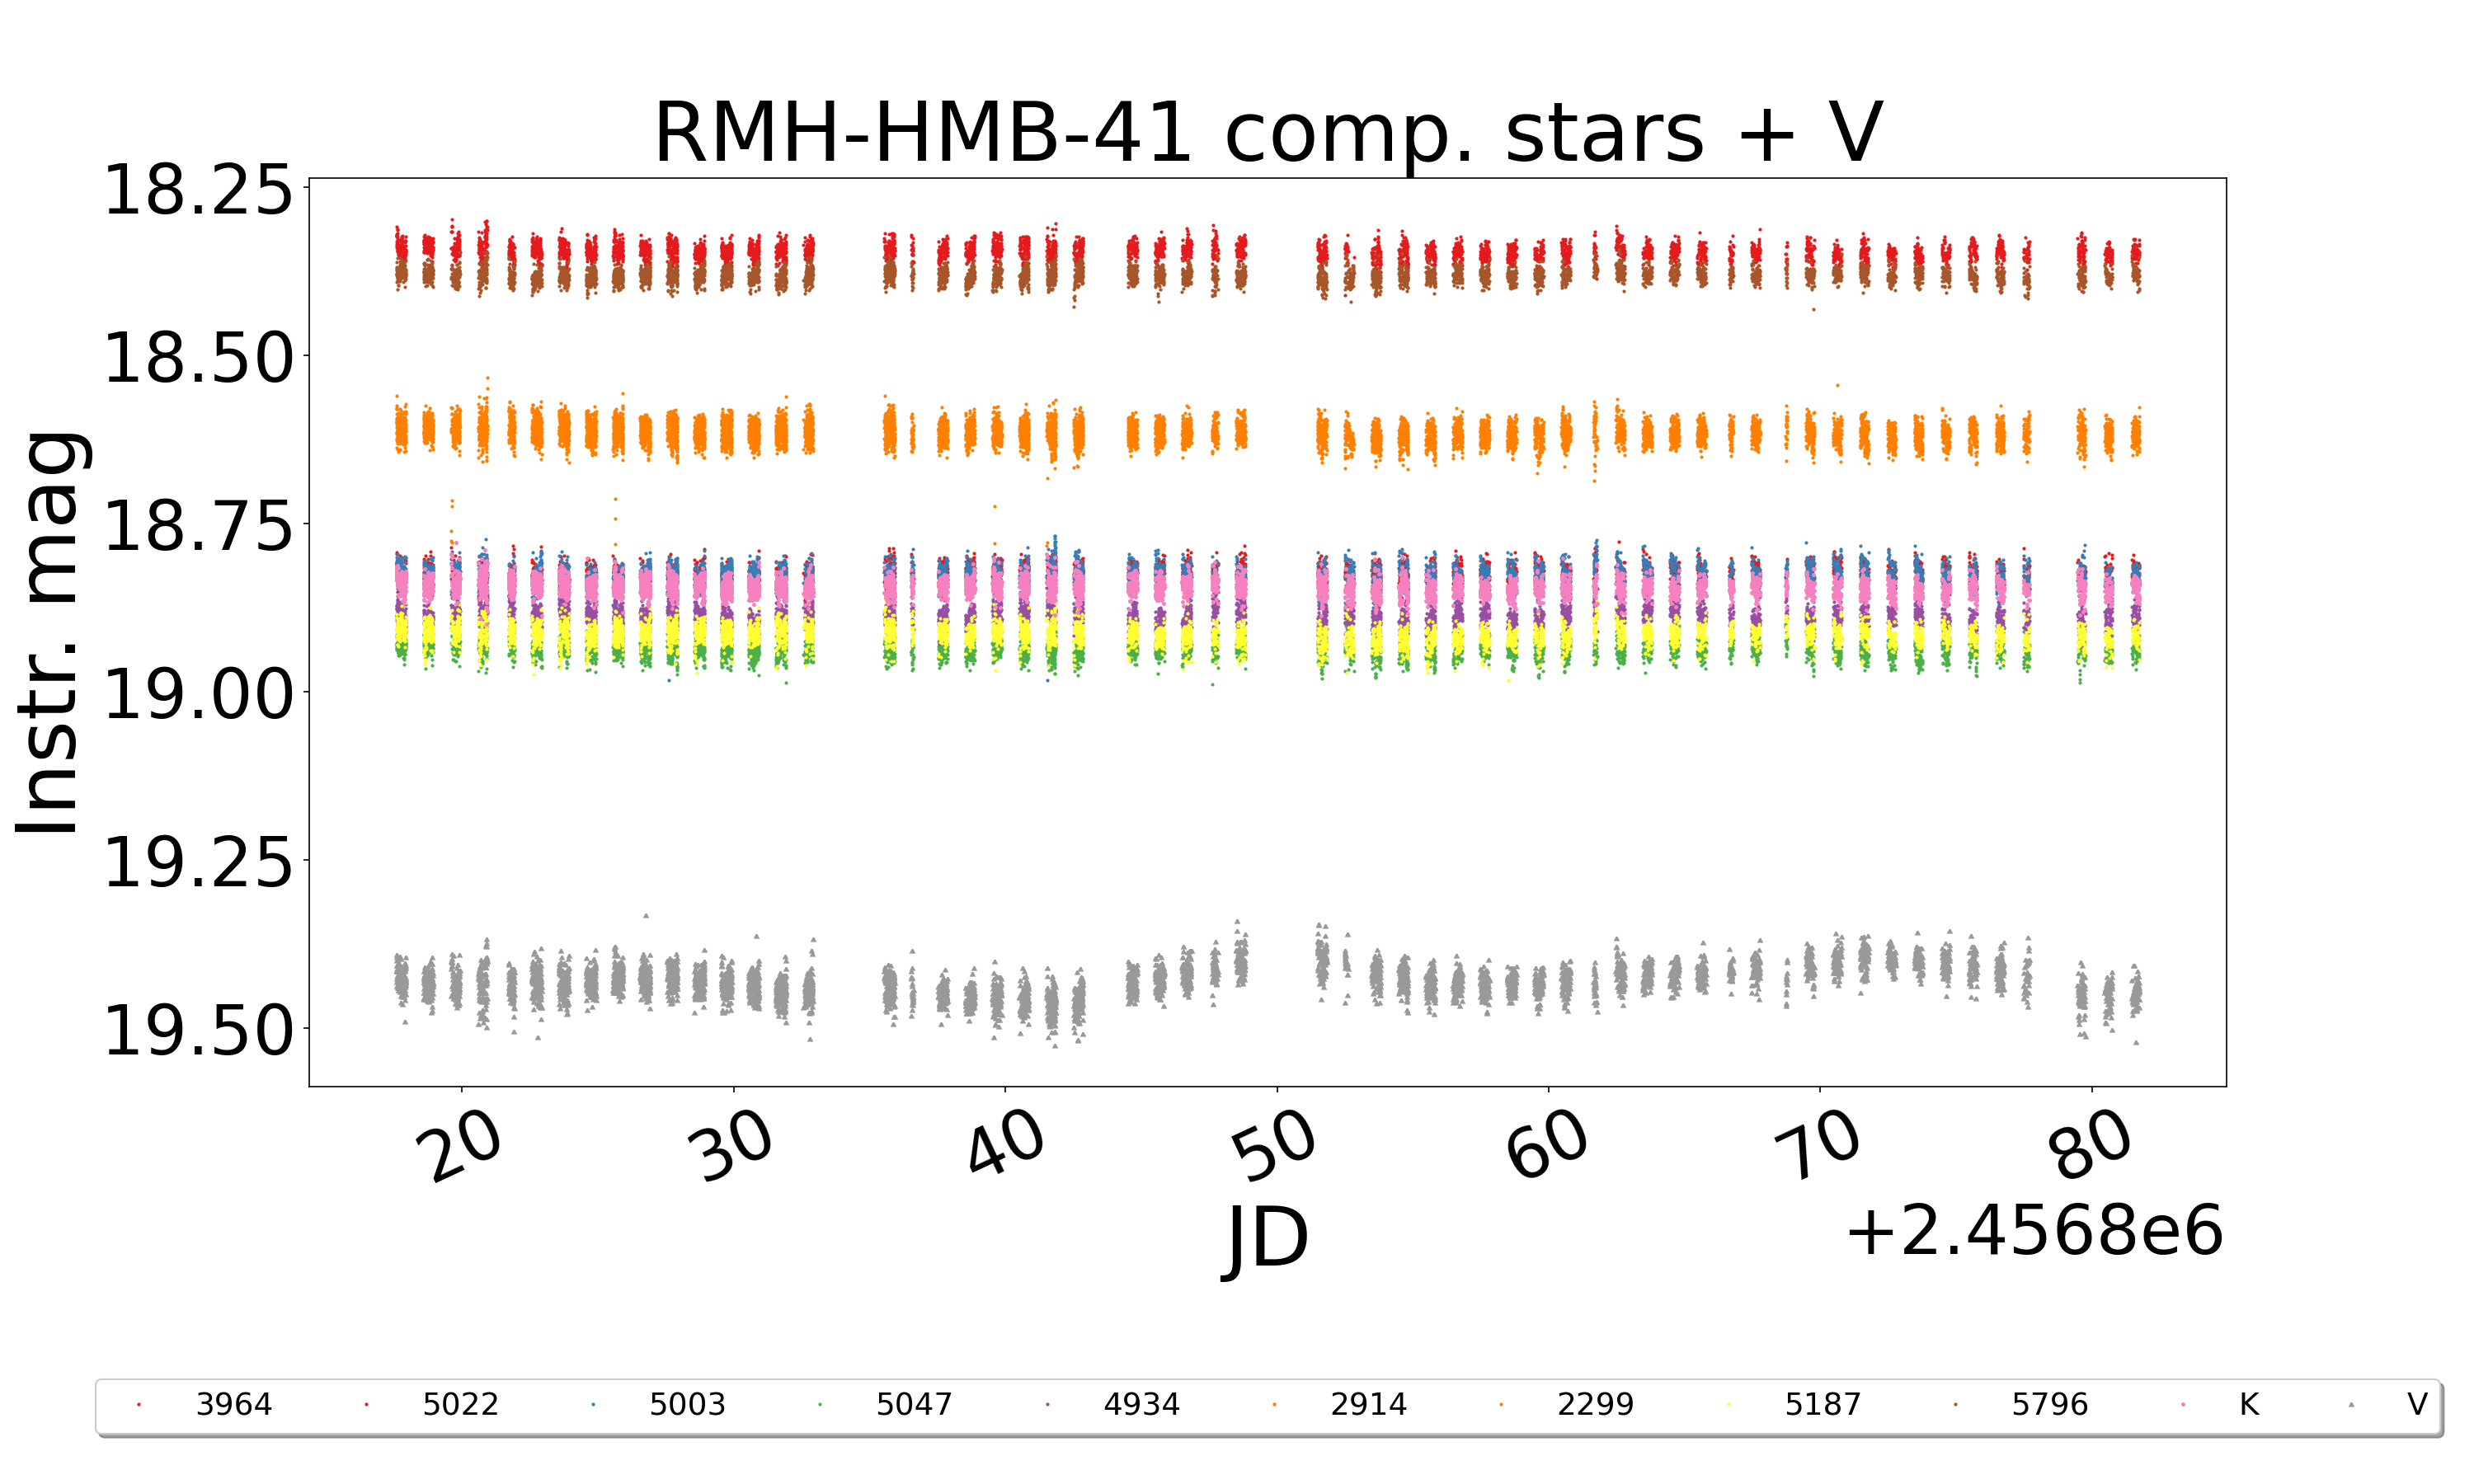 RMH-HMB-41 comp. stars + V
Instr. mag
18.25
18.50
18.75
19.00
19.25
19.50
20 30 40 50 60 70 80
JD
+2.4568e6
3964 5022 5003 5047 4934 2914 2299 5187 5796 K V